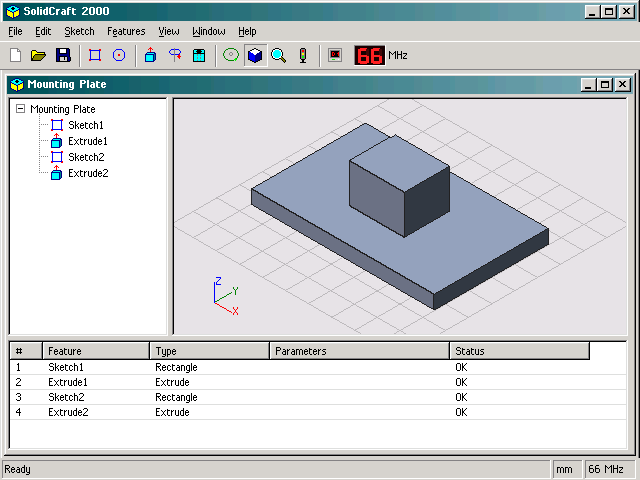 SolidCraft 2000
File Edit Sketch Features View Window Help
66 MHz
Mounting Plate
Mounting Plate
Sketch1
Extrude1
Sketch2
Extrude2
Z
Y
X
# Feature Type Parameters Status
1 Sketch1 Rectangle OK
2 Extrude1 Extrude OK
3 Sketch2 Rectangle OK
4 Extrude2 Extrude OK
Ready mm 66 MHz